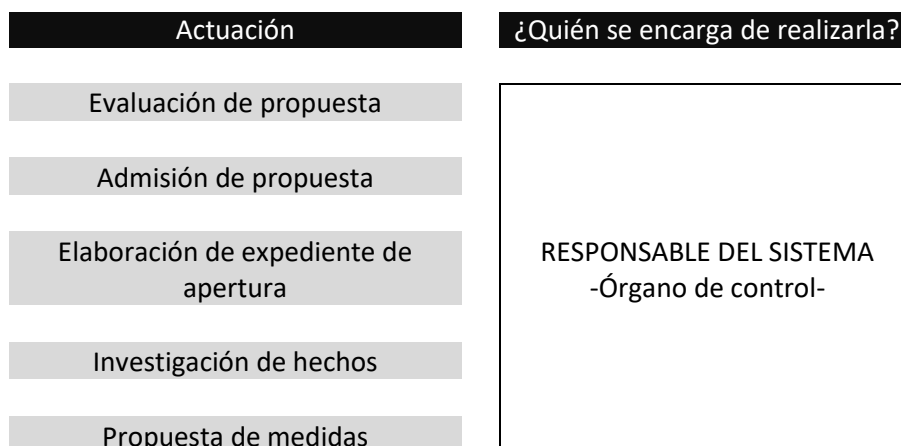 Actuación
¿Quién se encarga de realizarla?
Evaluación de propuesta
Admisión de propuesta
Elaboración de expediente de
apertura
Investigación de hechos
Propuesta de medidas
RESPONSABLE DEL SISTEMA
-Órgano de control-